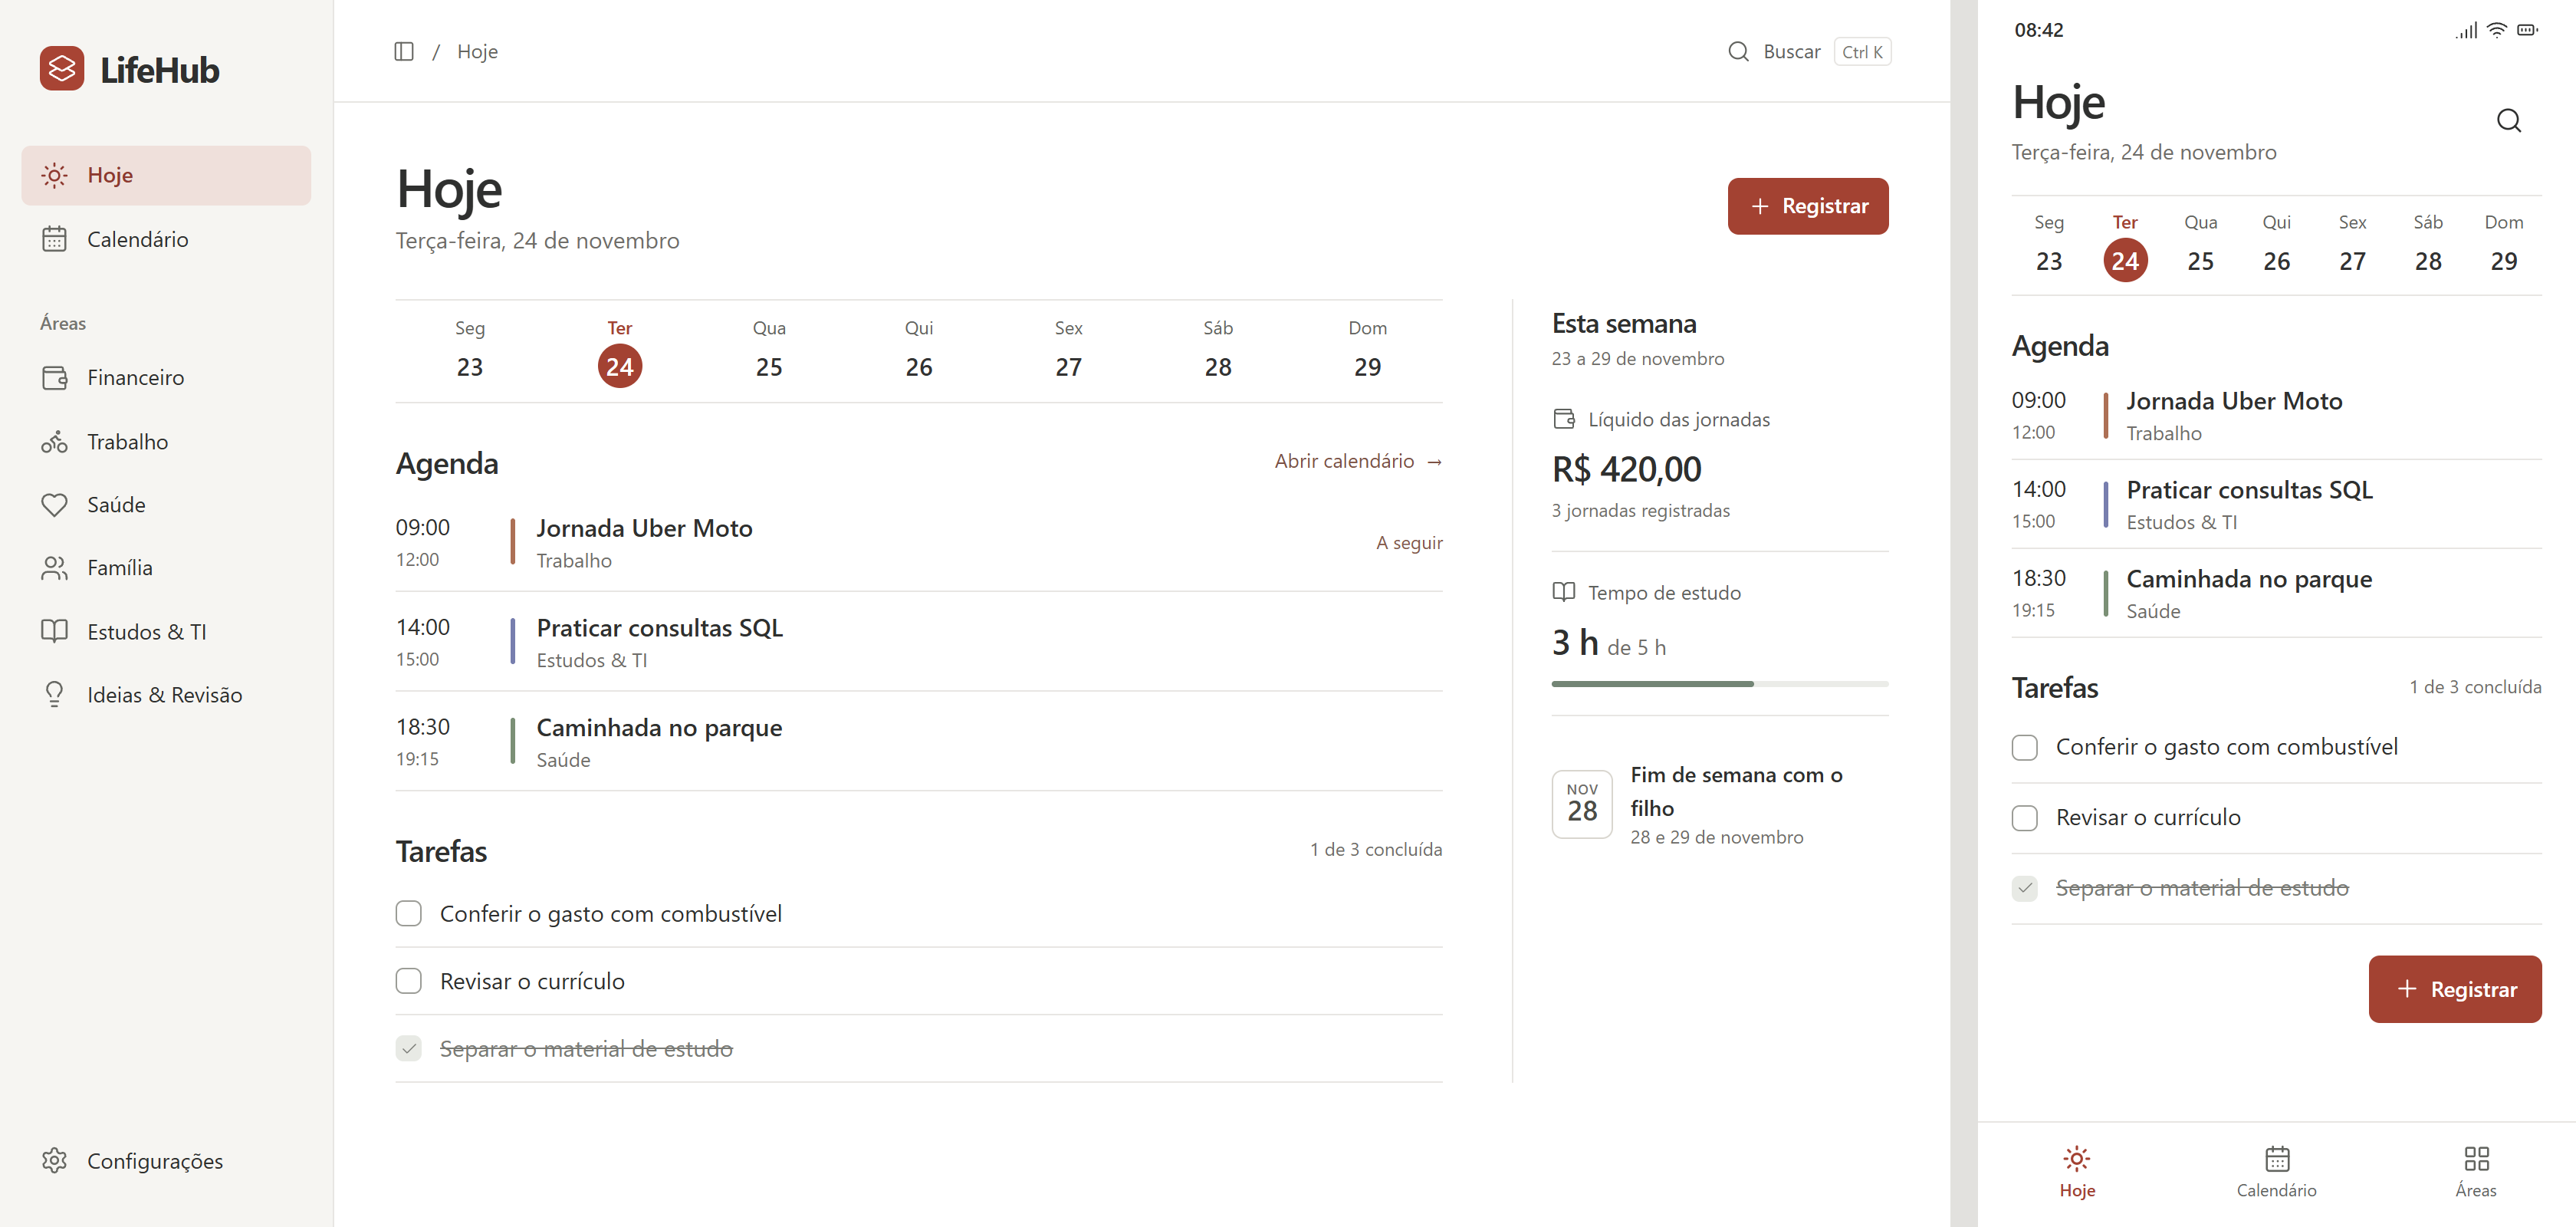 LifeHub
Hoje
Calendário
Áreas
Financeiro
Trabalho
Saúde
Família
Estudos & TI
Ideias & Revisão
Configurações
/ Hoje
Buscar Ctrl K
Hoje
Terça-feira, 24 de novembro
+ Registrar
Seg Ter Qua Qui Sex Sáb Dom
23 24 25 26 27 28 29
Agenda
Abrir calendário →
09:00 Jornada Uber Moto
12:00 Trabalho
A seguir
14:00 Praticar consultas SQL
15:00 Estudos & TI
18:30 Caminhada no parque
19:15 Saúde
Tarefas
1 de 3 concluída
Conferir o gasto com combustível
Revisar o currículo
Separar o material de estudo
Esta semana
23 a 29 de novembro
Líquido das jornadas
R$ 420,00
3 jornadas registradas
Tempo de estudo
3 h de 5 h
NOV
28
Fim de semana com o
filho
28 e 29 de novembro
08:42
Hoje
Terça-feira, 24 de novembro
Seg Ter Qua Qui Sex Sáb Dom
23 24 25 26 27 28 29
Agenda
09:00 Jornada Uber Moto
12:00 Trabalho
14:00 Praticar consultas SQL
15:00 Estudos & TI
18:30 Caminhada no parque
19:15 Saúde
Tarefas
1 de 3 concluída
Conferir o gasto com combustível
Revisar o currículo
Separar o material de estudo
+ Registrar
Hoje Calendário Áreas